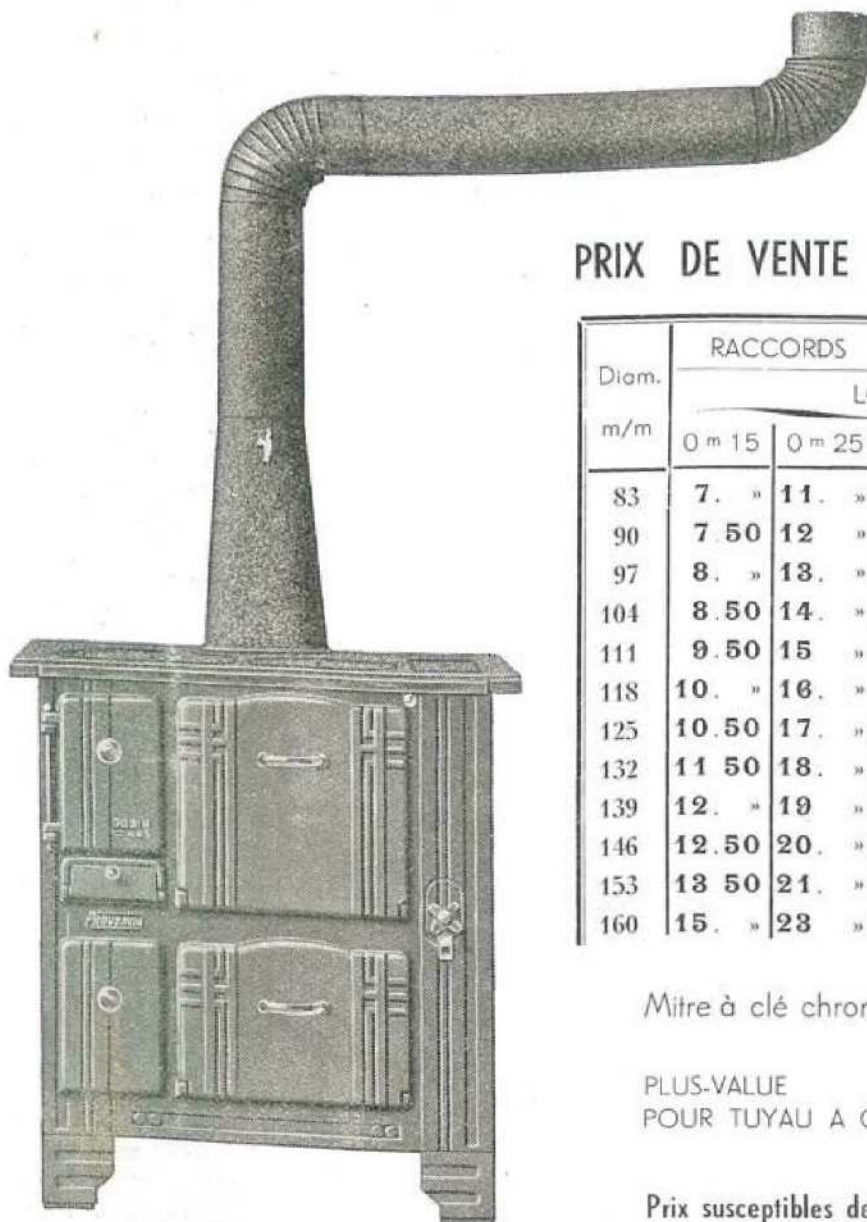 PRIX DE VENTE
RACCORDS
Diam.
m/m
0 m 15 0 m 25
83 7. » 11. »
90 7.50 12 »
97 8. » 13. »
104 8.50 14. »
111 9.50 15 »
118 10. » 16. »
125 10.50 17. »
132 11 50 18. »
139 12. » 19 »
146 12.50 20. »
153 13 50 21. »
160 15. » 23 »
Mitre à clé chro
PLUS-VALUE
POUR TUYAU A
Prix susceptibles